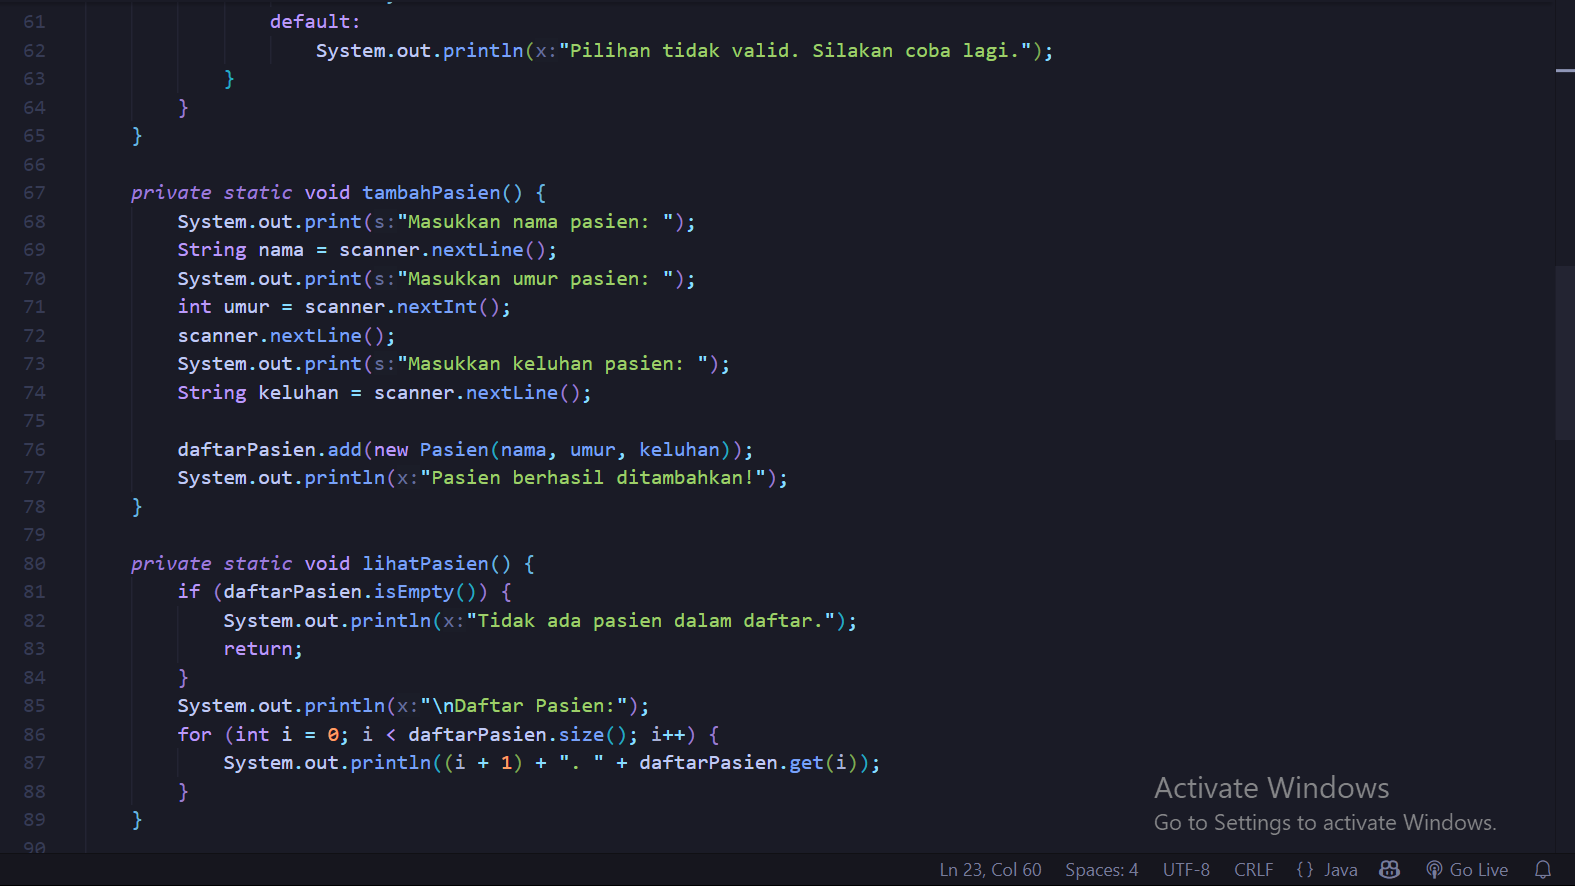 61 default:
62 System.out.println(x:"Pilihan tidak valid. Silakan coba lagi.");
63 }
64 }
65 }
66
67 private static void tambahPasien() {
68 System.out.print(s:"Masukkan nama pasien: ");
69 String nama = scanner.nextLine();
70 System.out.print(s:"Masukkan umur pasien: ");
71 int umur = scanner.nextInt();
72 scanner.nextLine();
73 System.out.print(s:"Masukkan keluhan pasien: ");
74 String keluhan = scanner.nextLine();
75
76 daftarPasien.add(new Pasien(nama, umur, keluhan));
77 System.out.println(x:"Pasien berhasil ditambahkan!");
78 }
79
80 private static void lihatPasien() {
81 if (daftarPasien.isEmpty()) {
82 System.out.println(x:"Tidak ada pasien dalam daftar.");
83 return;
84 }
85 System.out.println(x:"\nDaftar Pasien:");
86 for (int i = 0; i < daftarPasien.size(); i++) {
87 System.out.println((i + 1) + ". " + daftarPasien.get(i));
88 }
89 }
90
Activate Windows
Go to Settings to activate Windows.
Ln 23, Col 60 Spaces: 4 UTF-8 CRLF {} Java Go Live